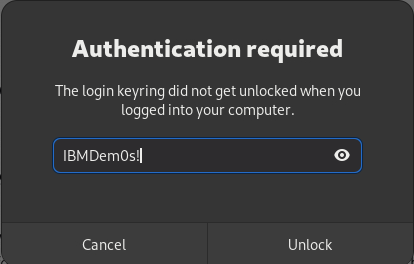 Authentication required
The login keyring did not get unlocked when you
logged into your computer.
IBMDem0s!
Cancel
Unlock